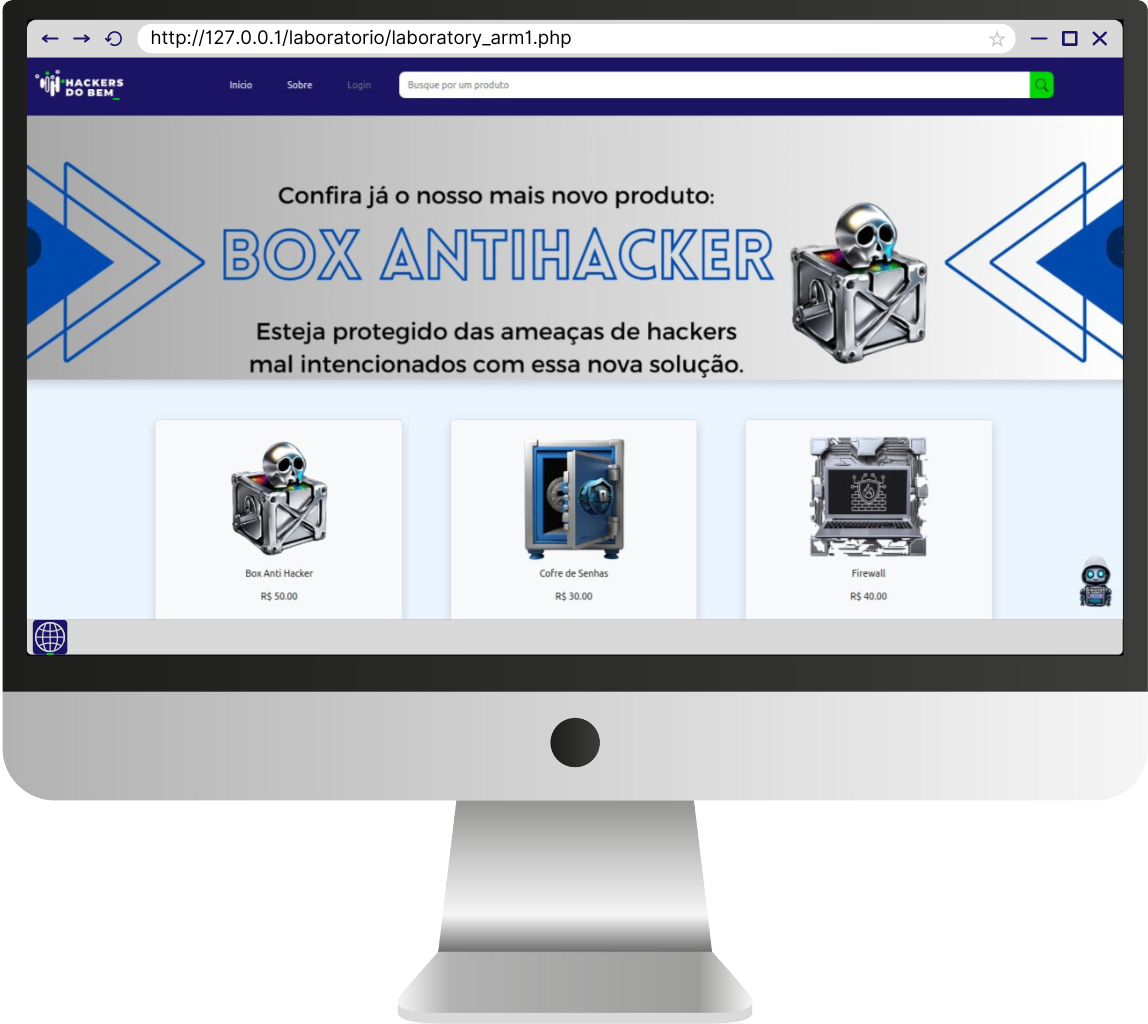 http://127.0.0.1/laboratorio/laboratory_arm1.php
HACKERS
DO BEM_
Início Sobre Login Busque por um produto
Confira já o nosso mais novo produto:
BOX ANTIHACKER
Esteja protegido das ameaças de hackers
mal intencionados com essa nova solução.
Box Anti Hacker
R$ 50.00
Cofre de Senhas
R$ 30.00
Firewall
R$ 40.00